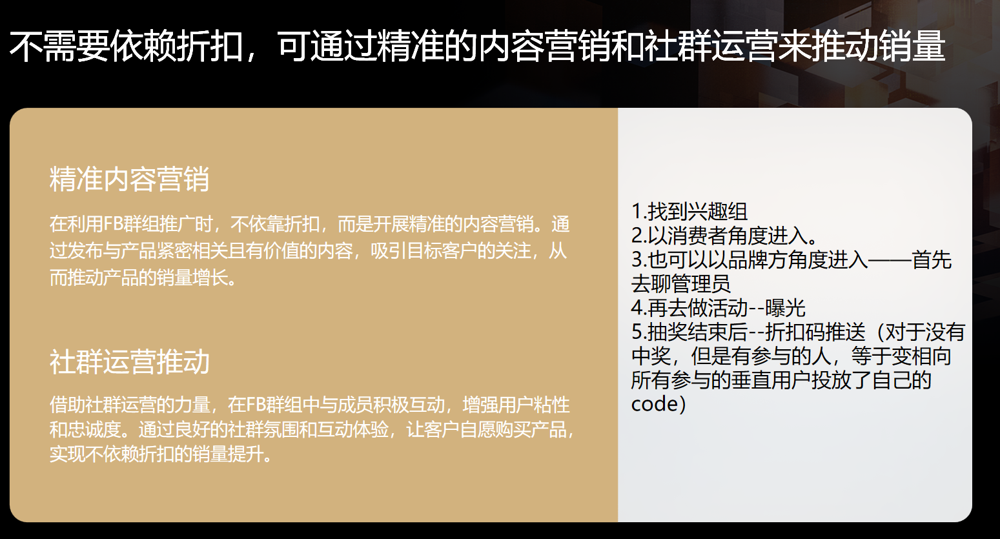 不需要依赖折扣，可通过精准的内容营销和社群运营来推动销量
精准内容营销
在利用FB群组推广时，不依靠折扣，而是开展精准的内容营销。通
过发布与产品紧密相关且有价值的内容，吸引目标客户的关注，从
而推动产品的销量增长。
社群运营推动
借助社群运营的力量，在FB群组中与成员积极互动，增强用户粘性
和忠诚度。通过良好的社群氛围和互动体验，让客户自愿购买产品，
实现不依赖折扣的销量提升。
1.找到兴趣组
2.以消费者角度进入。
3.也可以以品牌方角度进入——首先
去聊管理员
4.再去做活动--曝光
5.抽奖结束后--折扣码推送（对于没有
中奖，但是有参与的人，等于变相向
所有参与的垂直用户投放了自己的
code）